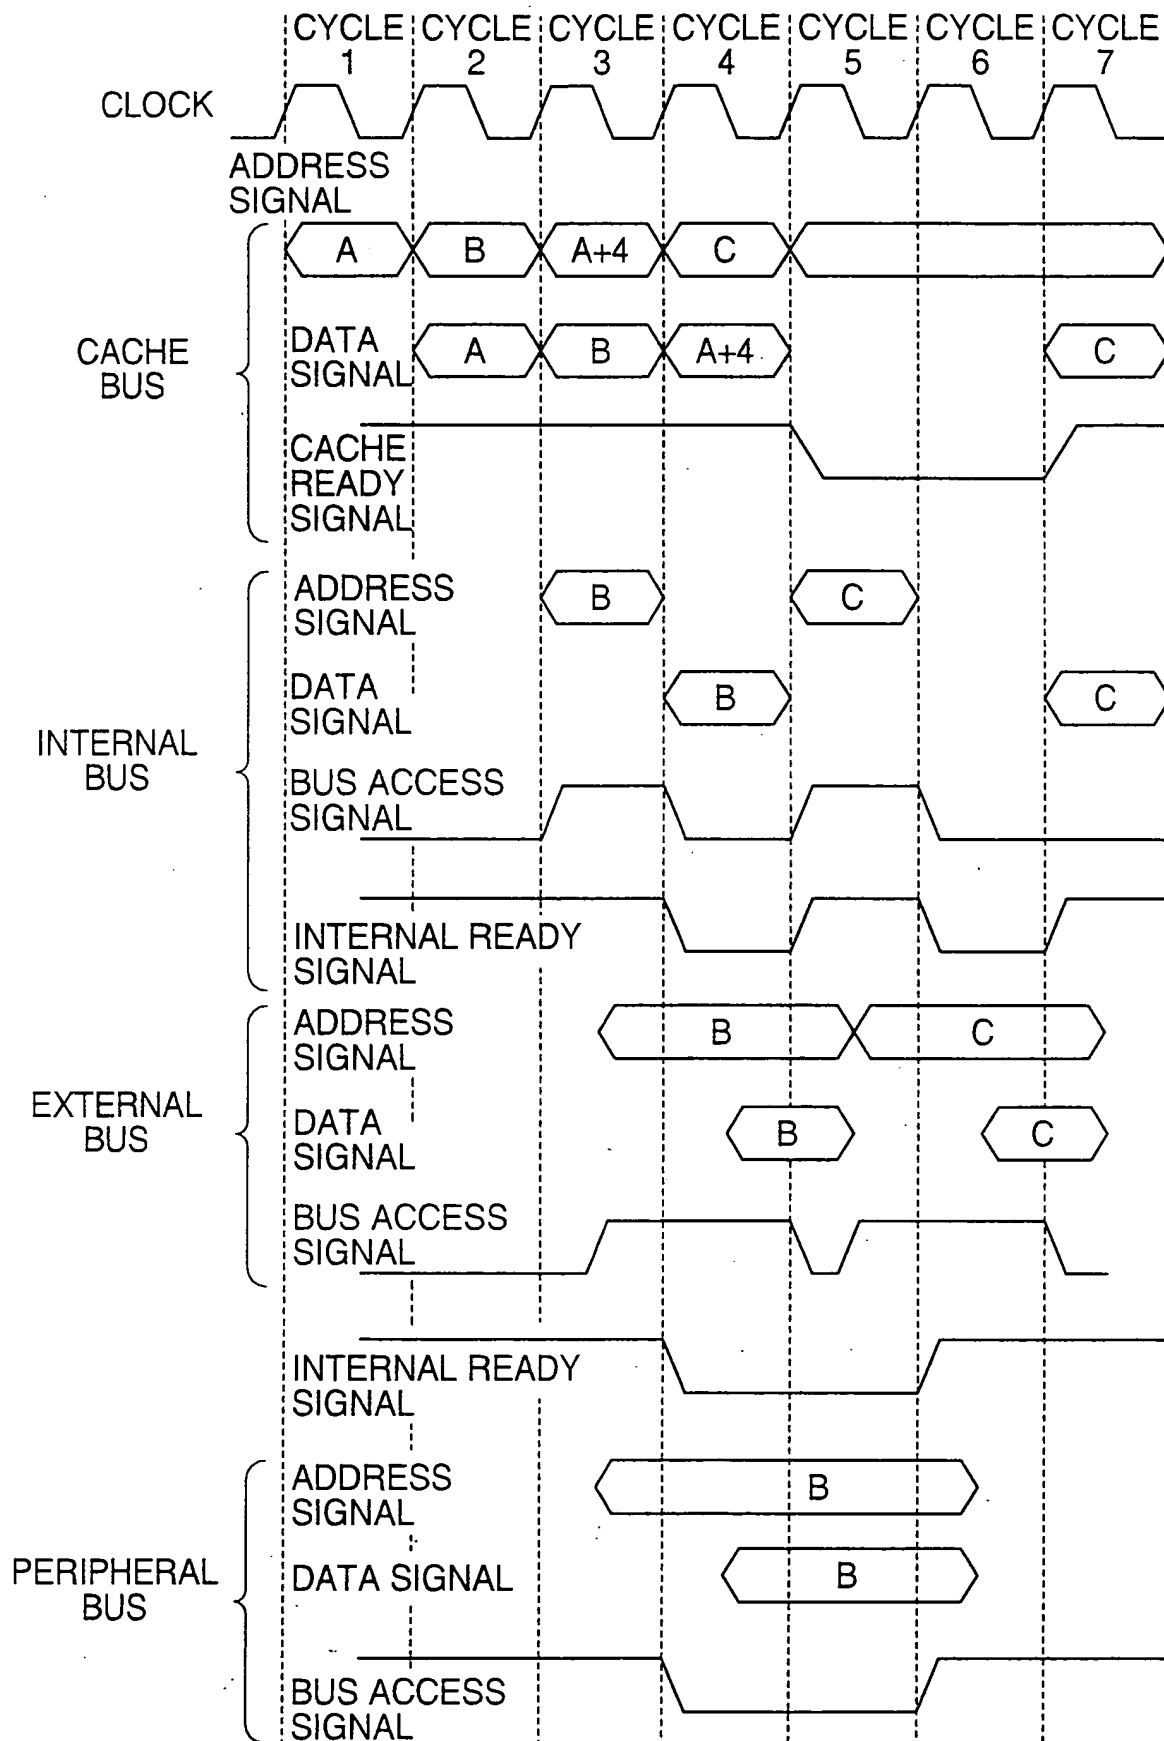 CYCLE CYCLE CYCLE CYCLE CYCLE CYCLE CYCLE
1 2 3 4 5 6 7
CLOCK
ADDRESS
SIGNAL
A B A+4 C
CACHE
BUS
DATA
SIGNAL
A B A+4 C
CACHE
READY
SIGNAL
INTERNAL
BUS
ADDRESS
SIGNAL
B C
DATA
SIGNAL
B C
BUS ACCESS
SIGNAL
INTERNAL READY
SIGNAL
EXTERNAL
BUS
ADDRESS
SIGNAL
B C
DATA
SIGNAL
B C
BUS ACCESS
SIGNAL
INTERNAL READY
SIGNAL
PERIPHERAL
BUS
ADDRESS
SIGNAL
B
DATA SIGNAL
B
BUS ACCESS
SIGNAL